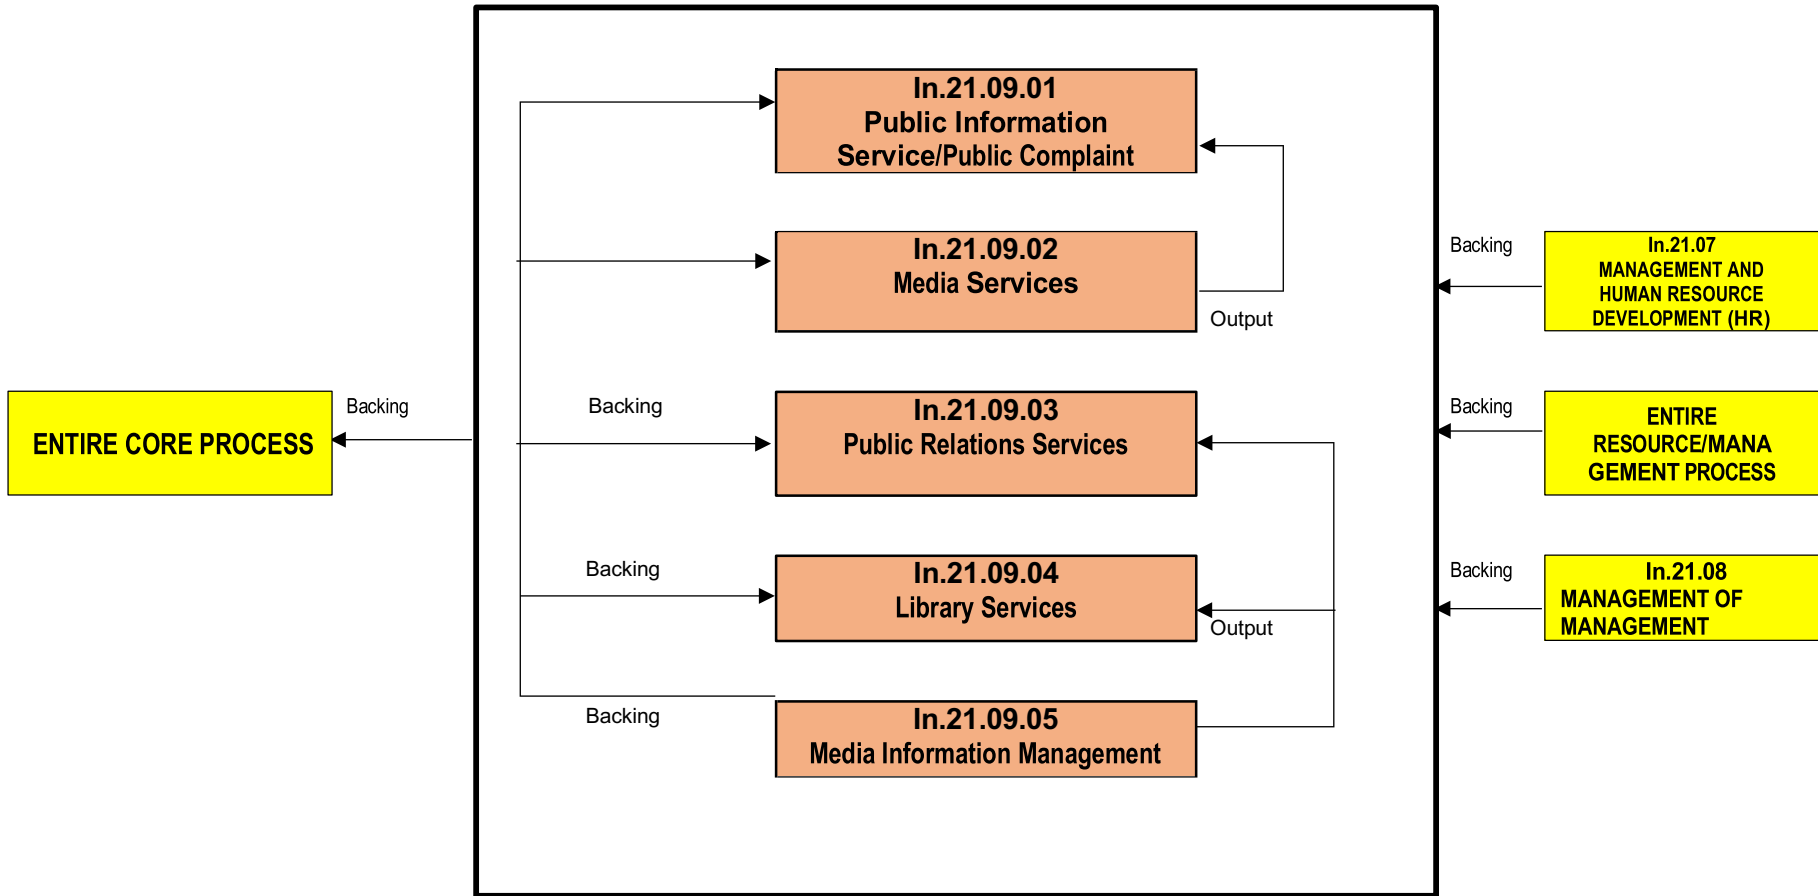 In.21.09.01
Public Information
Service/Public Complaint
In.21.09.02
Media Services
Output
Backing
In.21.07
MANAGEMENT AND
HUMAN RESOURCE
DEVELOPMENT (HR)
ENTIRE CORE PROCESS
Backing
Backing
In.21.09.03
Public Relations Services
Backing
ENTIRE
RESOURCE/MANA
GEMENT PROCESS
Backing
In.21.09.04
Library Services
Output
Backing
In.21.08
MANAGEMENT OF
MANAGEMENT
Backing
In.21.09.05
Media Information Management